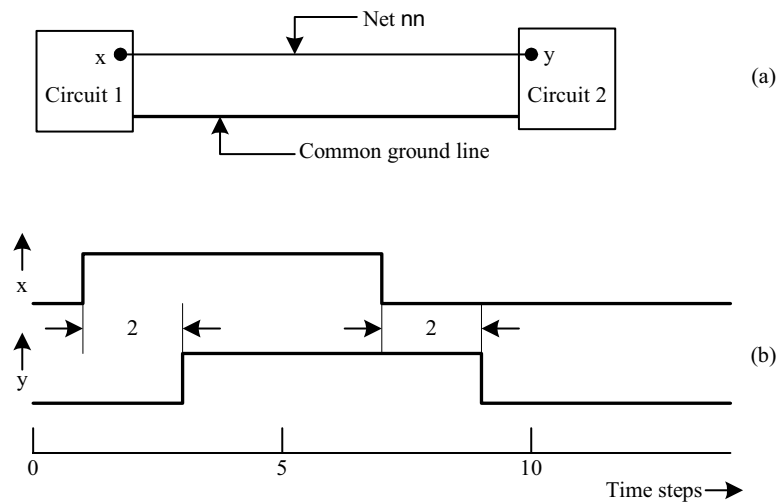 Net nn
x
y
Circuit 1
Circuit 2
(a)
Common ground line
x
2
2
y
(b)
0
5
10
Time steps